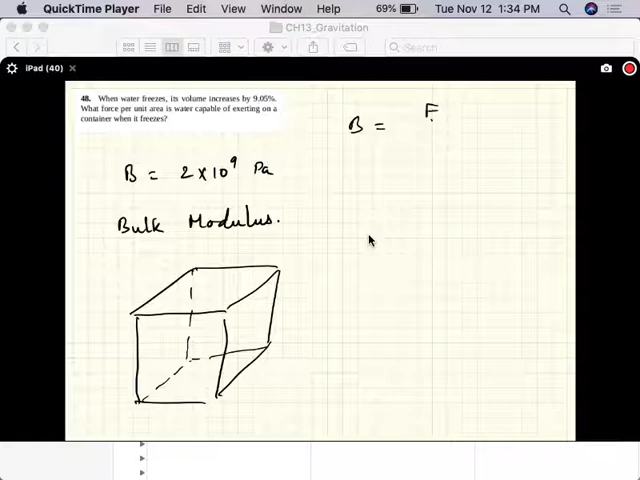 QuickTime Player File Edit View Window Help 69% Tue Nov 12 1:34 PM
CH13_Gravitation
Search
iPad (40)
48. When water freezes, its volume increases by 9.05%.
What force per unit area is water capable of exerting on a
container when it freezes?
B = F
B = 2 × 10⁹ Pa
Bulk Modulus.